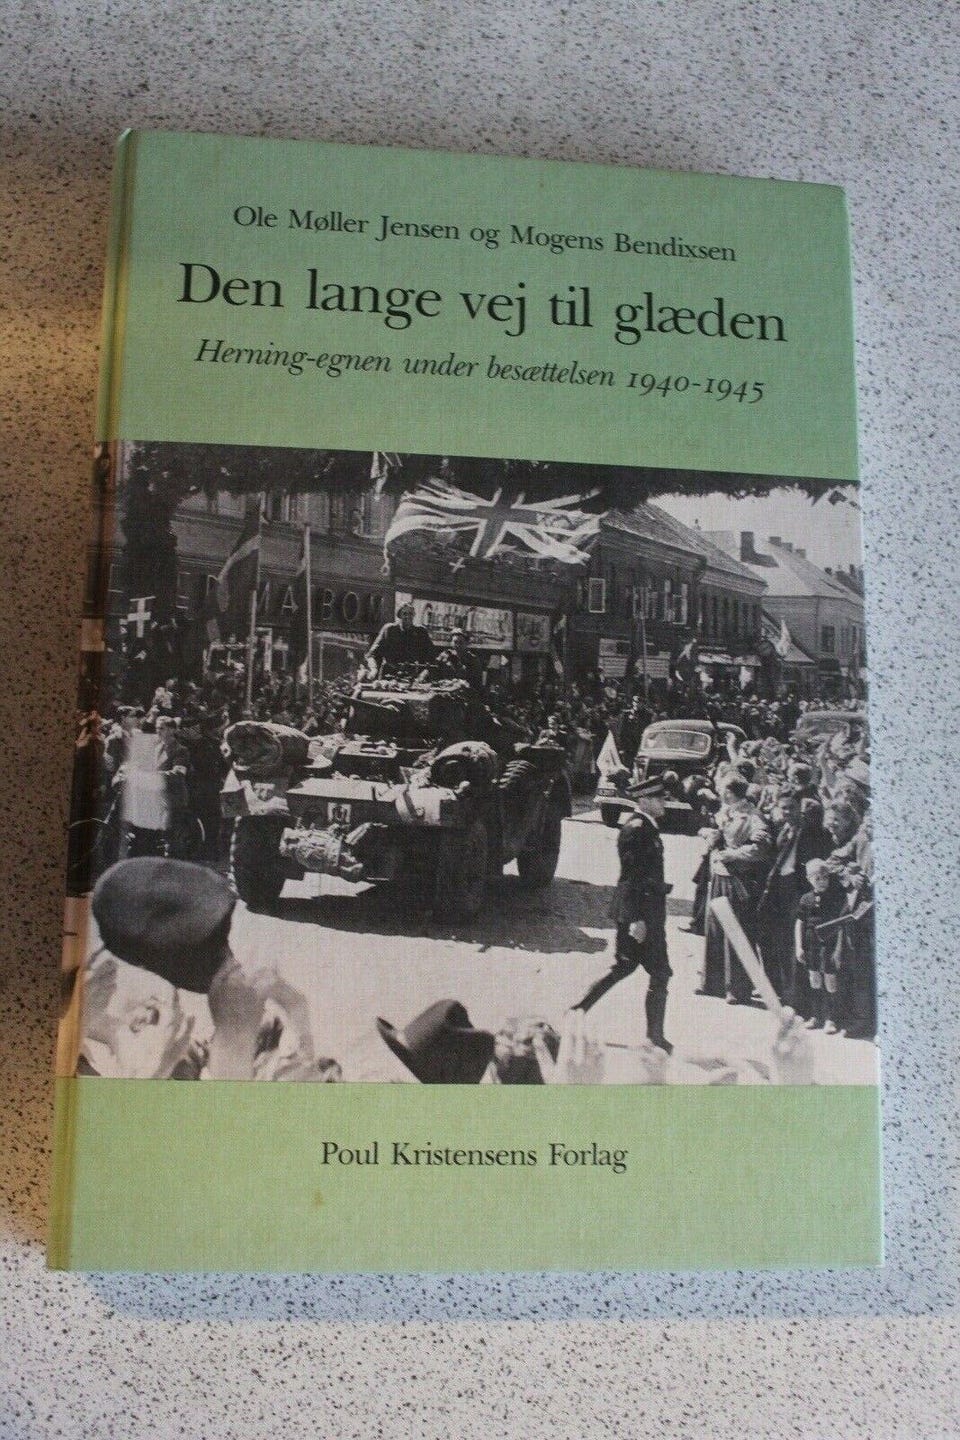 Ole Møller Jensen og Mogens Bendixsen
Den lange vej til glæden
Herning-egnen under besættelsen 1940-1945
Poul Kristensens Forlag